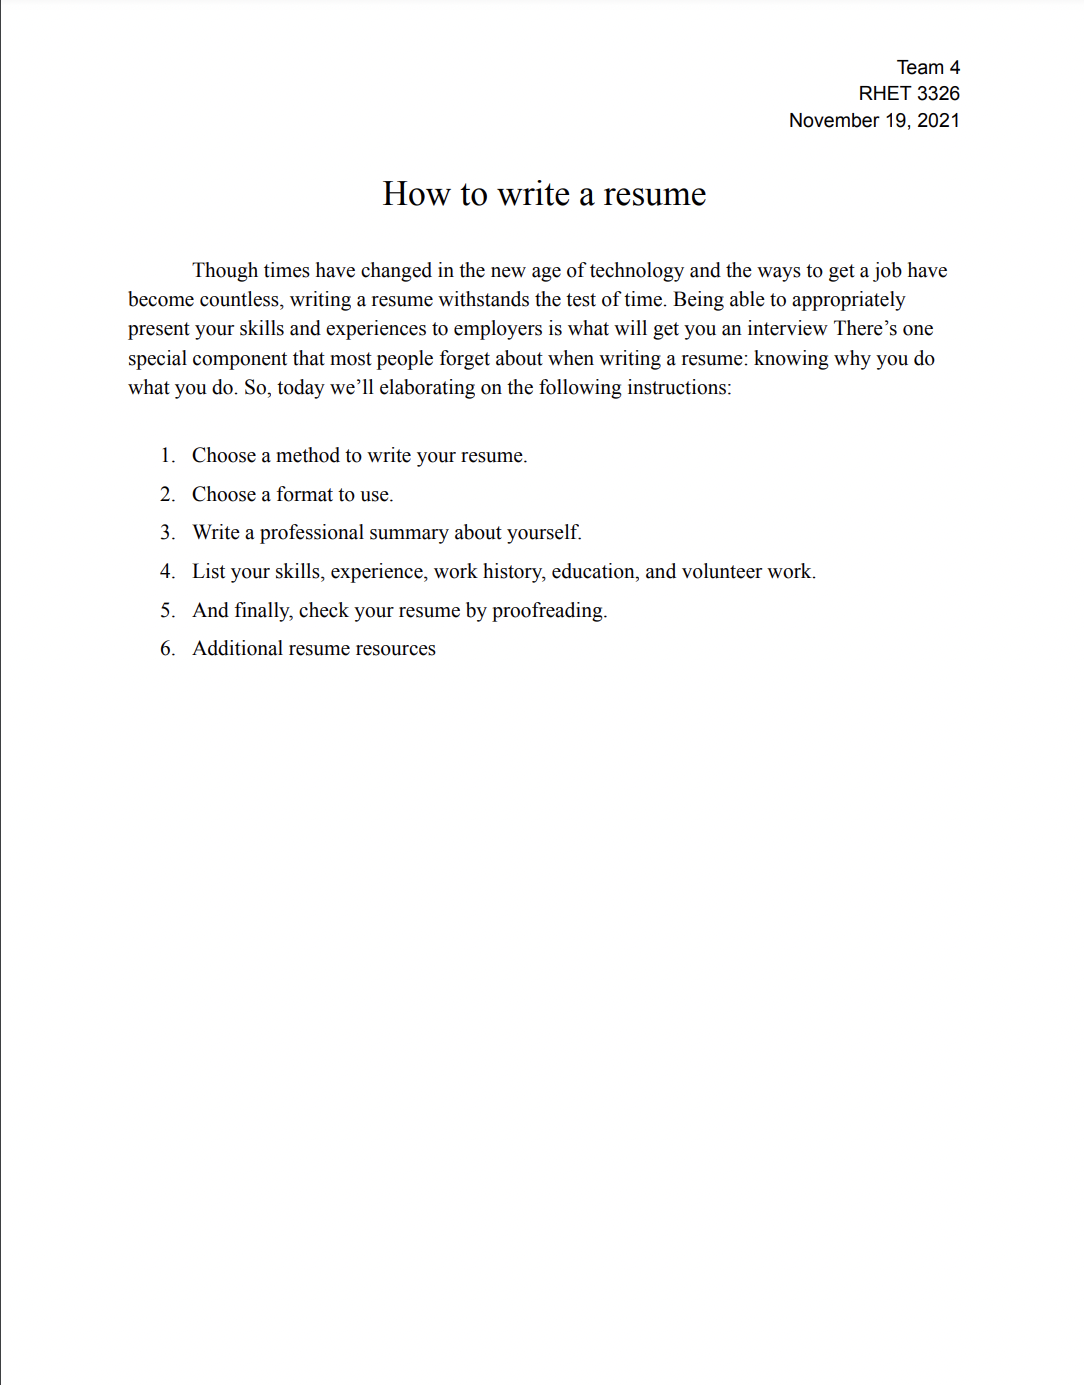 Team 4
RHET 3326
November 19, 2021
How to write a resume
Though times have changed in the new age of technology and the ways to get a job have
become countless, writing a resume withstands the test of time. Being able to appropriately
present your skills and experiences to employers is what will get you an interview There’s one
special component that most people forget about when writing a resume: knowing why you do
what you do. So, today we’ll elaborating on the following instructions:
1. Choose a method to write your resume.
2. Choose a format to use.
3. Write a professional summary about yourself.
4. List your skills, experience, work history, education, and volunteer work.
5. And finally, check your resume by proofreading.
6. Additional resume resources